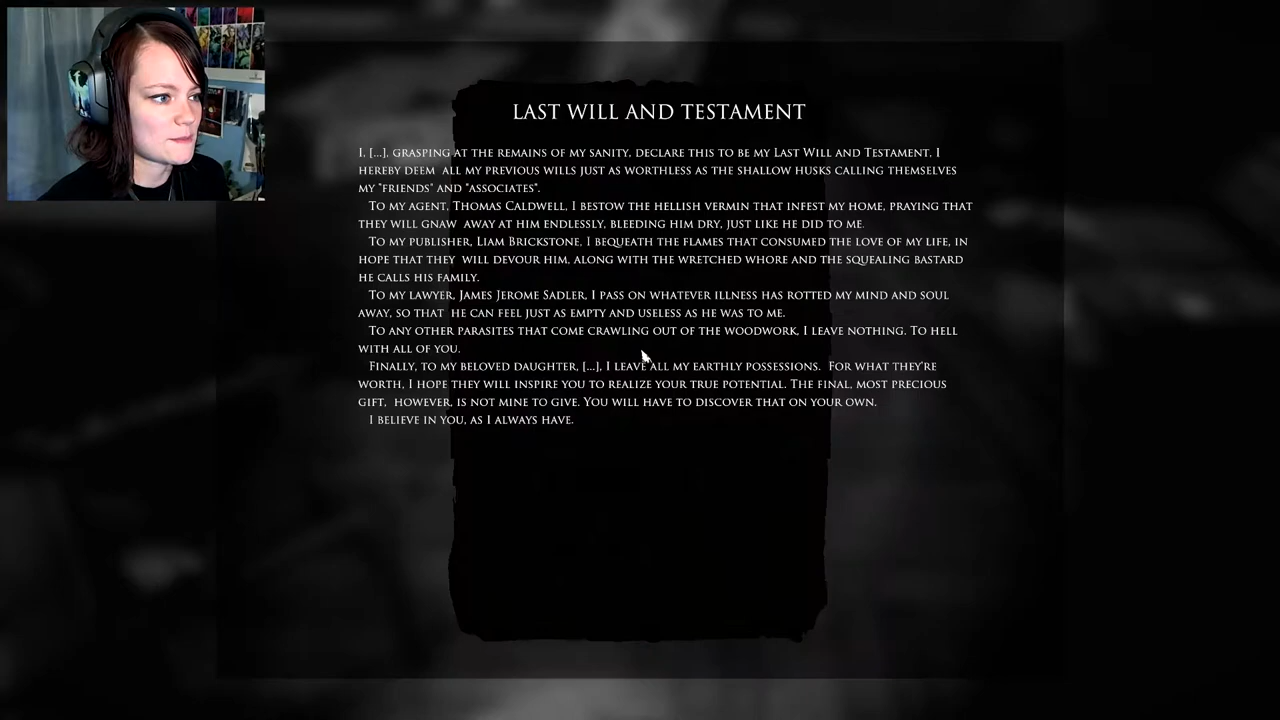 LAST WILL AND TESTAMENT
I, [...], GRASPING AT THE REMAINS OF MY SANITY, DECLARE THIS TO BE MY LAST WILL AND TESTAMENT. I
HEREBY DEEM ALL MY PREVIOUS WILLS JUST AS WORTHLESS AS THE SHALLOW HUSKS CALLING THEMSELVES
MY "FRIENDS" AND "ASSOCIATES".
TO MY AGENT, THOMAS CALDWELL, I BESTOW THE HELLISH VERMIN THAT INFEST MY HOME, PRAYING THAT
THEY WILL GNAW AWAY AT HIM ENDLESSLY, BLEEDING HIM DRY, JUST LIKE HE DID TO ME.
TO MY PUBLISHER, LIAM BRICKSTONE, I BEQUEATH THE FLAMES THAT CONSUMED THE LOVE OF MY LIFE, IN
HOPE THAT THEY WILL DEVOUR HIM, ALONG WITH THE WRETCHED WHORE AND THE SQUEALING BASTARD
HE CALLS HIS FAMILY.
TO MY LAWYER, JAMES JEROME SADLER, I PASS ON WHATEVER ILLNESS HAS ROTTED MY MIND AND SOUL
AWAY, SO THAT HE CAN FEEL JUST AS EMPTY AND USELESS AS HE WAS TO ME.
TO ANY OTHER PARASITES THAT COME CRAWLING OUT OF THE WOODWORK, I LEAVE NOTHING. TO HELL
WITH ALL OF YOU.
FINALLY, TO MY BELOVED DAUGHTER, [...], I LEAVE ALL MY EARTHLY POSSESSIONS. FOR WHAT THEY'RE
WORTH, I HOPE THEY WILL INSPIRE YOU TO REALIZE YOUR TRUE POTENTIAL. THE FINAL, MOST PRECIOUS
GIFT, HOWEVER, IS NOT MINE TO GIVE. YOU WILL HAVE TO DISCOVER THAT ON YOUR OWN.
I BELIEVE IN YOU, AS I ALWAYS HAVE.